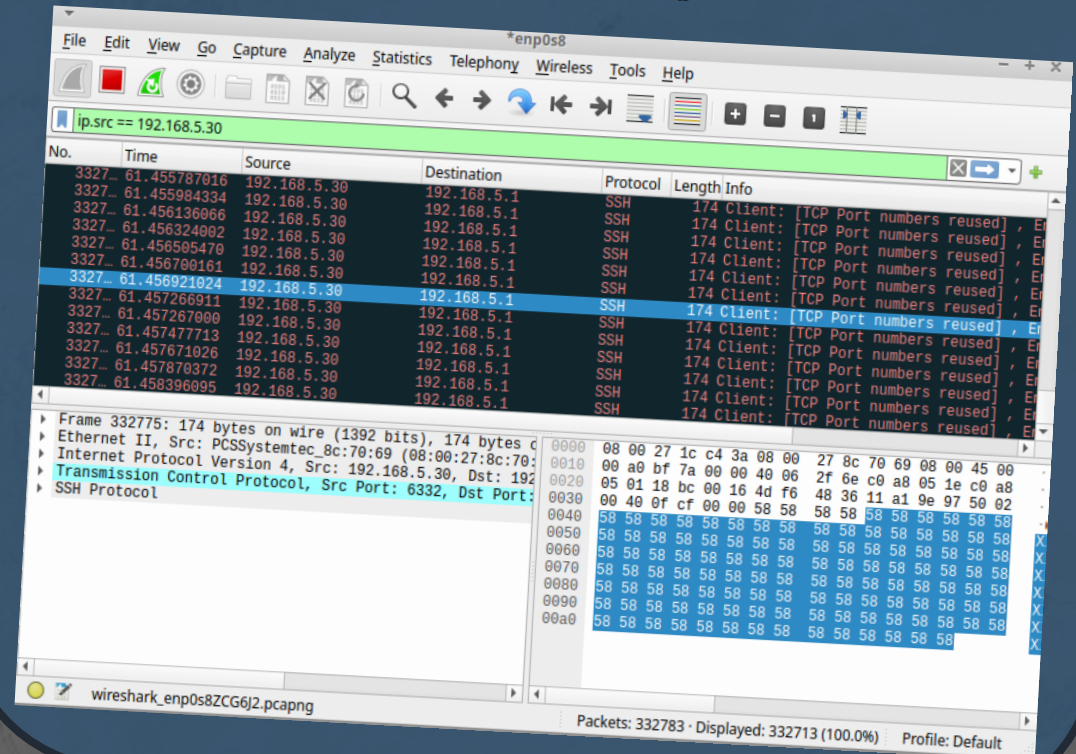 *enp0s8
File Edit View Go Capture Analyze Statistics Telephony Wireless Tools Help
ip.src == 192.168.5.30
No. Time Source Destination Protocol Length Info
3327… 61.455787016 192.168.5.30 192.168.5.1 SSH 174 Client: [TCP Port numbers reused] , E
3327… 61.455984334 192.168.5.30 192.168.5.1 SSH 174 Client: [TCP Port numbers reused] , E
3327… 61.456136066 192.168.5.30 192.168.5.1 SSH 174 Client: [TCP Port numbers reused] , E
3327… 61.456324002 192.168.5.30 192.168.5.1 SSH 174 Client: [TCP Port numbers reused] , E
3327… 61.456505470 192.168.5.30 192.168.5.1 SSH 174 Client: [TCP Port numbers reused] , E
3327… 61.456700161 192.168.5.30 192.168.5.1 SSH 174 Client: [TCP Port numbers reused] , E
3327… 61.456921024 192.168.5.30 192.168.5.1 SSH 174 Client: [TCP Port numbers reused] , E
3327… 61.457266911 192.168.5.30 192.168.5.1 SSH 174 Client: [TCP Port numbers reused] , E
3327… 61.457267000 192.168.5.30 192.168.5.1 SSH 174 Client: [TCP Port numbers reused] , E
3327… 61.457477713 192.168.5.30 192.168.5.1 SSH 174 Client: [TCP Port numbers reused] , E
3327… 61.457671026 192.168.5.30 192.168.5.1 SSH 174 Client: [TCP Port numbers reused] , E
3327… 61.457870372 192.168.5.30 192.168.5.1 SSH 174 Client: [TCP Port numbers reused] , E
3327… 61.458396095 192.168.5.30 192.168.5.1 SSH 174 Client: [TCP Port numbers reused] , E
Frame 332775: 174 bytes on wire (1392 bits), 174 bytes c
Ethernet II, Src: PCSSystemtec_8c:70:69 (08:00:27:8c:70:
Internet Protocol Version 4, Src: 192.168.5.30, Dst: 192
Transmission Control Protocol, Src Port: 6332, Dst Port:
SSH Protocol
0000 08 00 27 1c c4 3a 08 00 27 8c 70 69 08 00 45 00
0010 00 a0 bf 7a 00 00 40 06 2f 6e c0 a8 05 1e c0 a8
0020 05 01 18 bc 00 16 4d f6 48 36 11 a1 9e 97 50 02
0030 00 40 0f cf 00 00 58 58 58 58 58 58 58 58 58 58
0040 58 58 58 58 58 58 58 58 58 58 58 58 58 58 58 58
0050 58 58 58 58 58 58 58 58 58 58 58 58 58 58 58 58 X
0060 58 58 58 58 58 58 58 58 58 58 58 58 58 58 58 58 X
0070 58 58 58 58 58 58 58 58 58 58 58 58 58 58 58 58 X
0080 58 58 58 58 58 58 58 58 58 58 58 58 58 58 58 58 X
0090 58 58 58 58 58 58 58 58 58 58 58 58 58 58 58 58 X
00a0 58 58 58 58 58 58 58 58 58 58 58 58 58 58 X
wireshark_enp0s8ZCG6J2.pcapng
Packets: 332783 · Displayed: 332713 (100.0%) Profile: Default